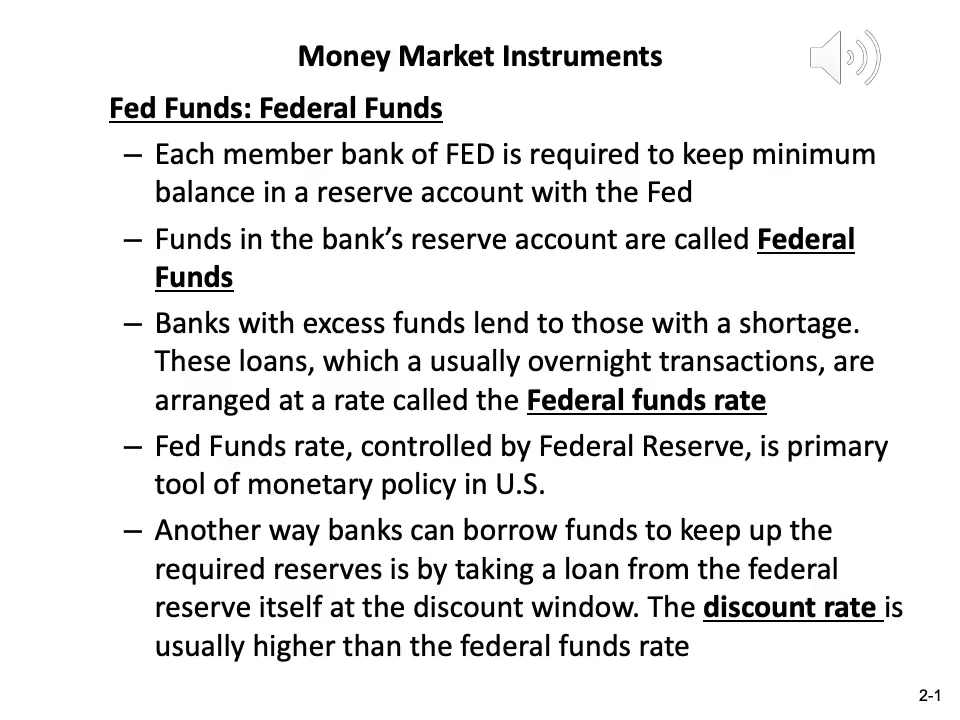 Money Market Instruments
Fed Funds: Federal Funds
– Each member bank of FED is required to keep minimum
balance in a reserve account with the Fed
– Funds in the bank’s reserve account are called Federal
Funds
– Banks with excess funds lend to those with a shortage.
These loans, which a usually overnight transactions, are
arranged at a rate called the Federal funds rate
– Fed Funds rate, controlled by Federal Reserve, is primary
tool of monetary policy in U.S.
– Another way banks can borrow funds to keep up the
required reserves is by taking a loan from the federal
reserve itself at the discount window. The discount rate is
usually higher than the federal funds rate
2-1